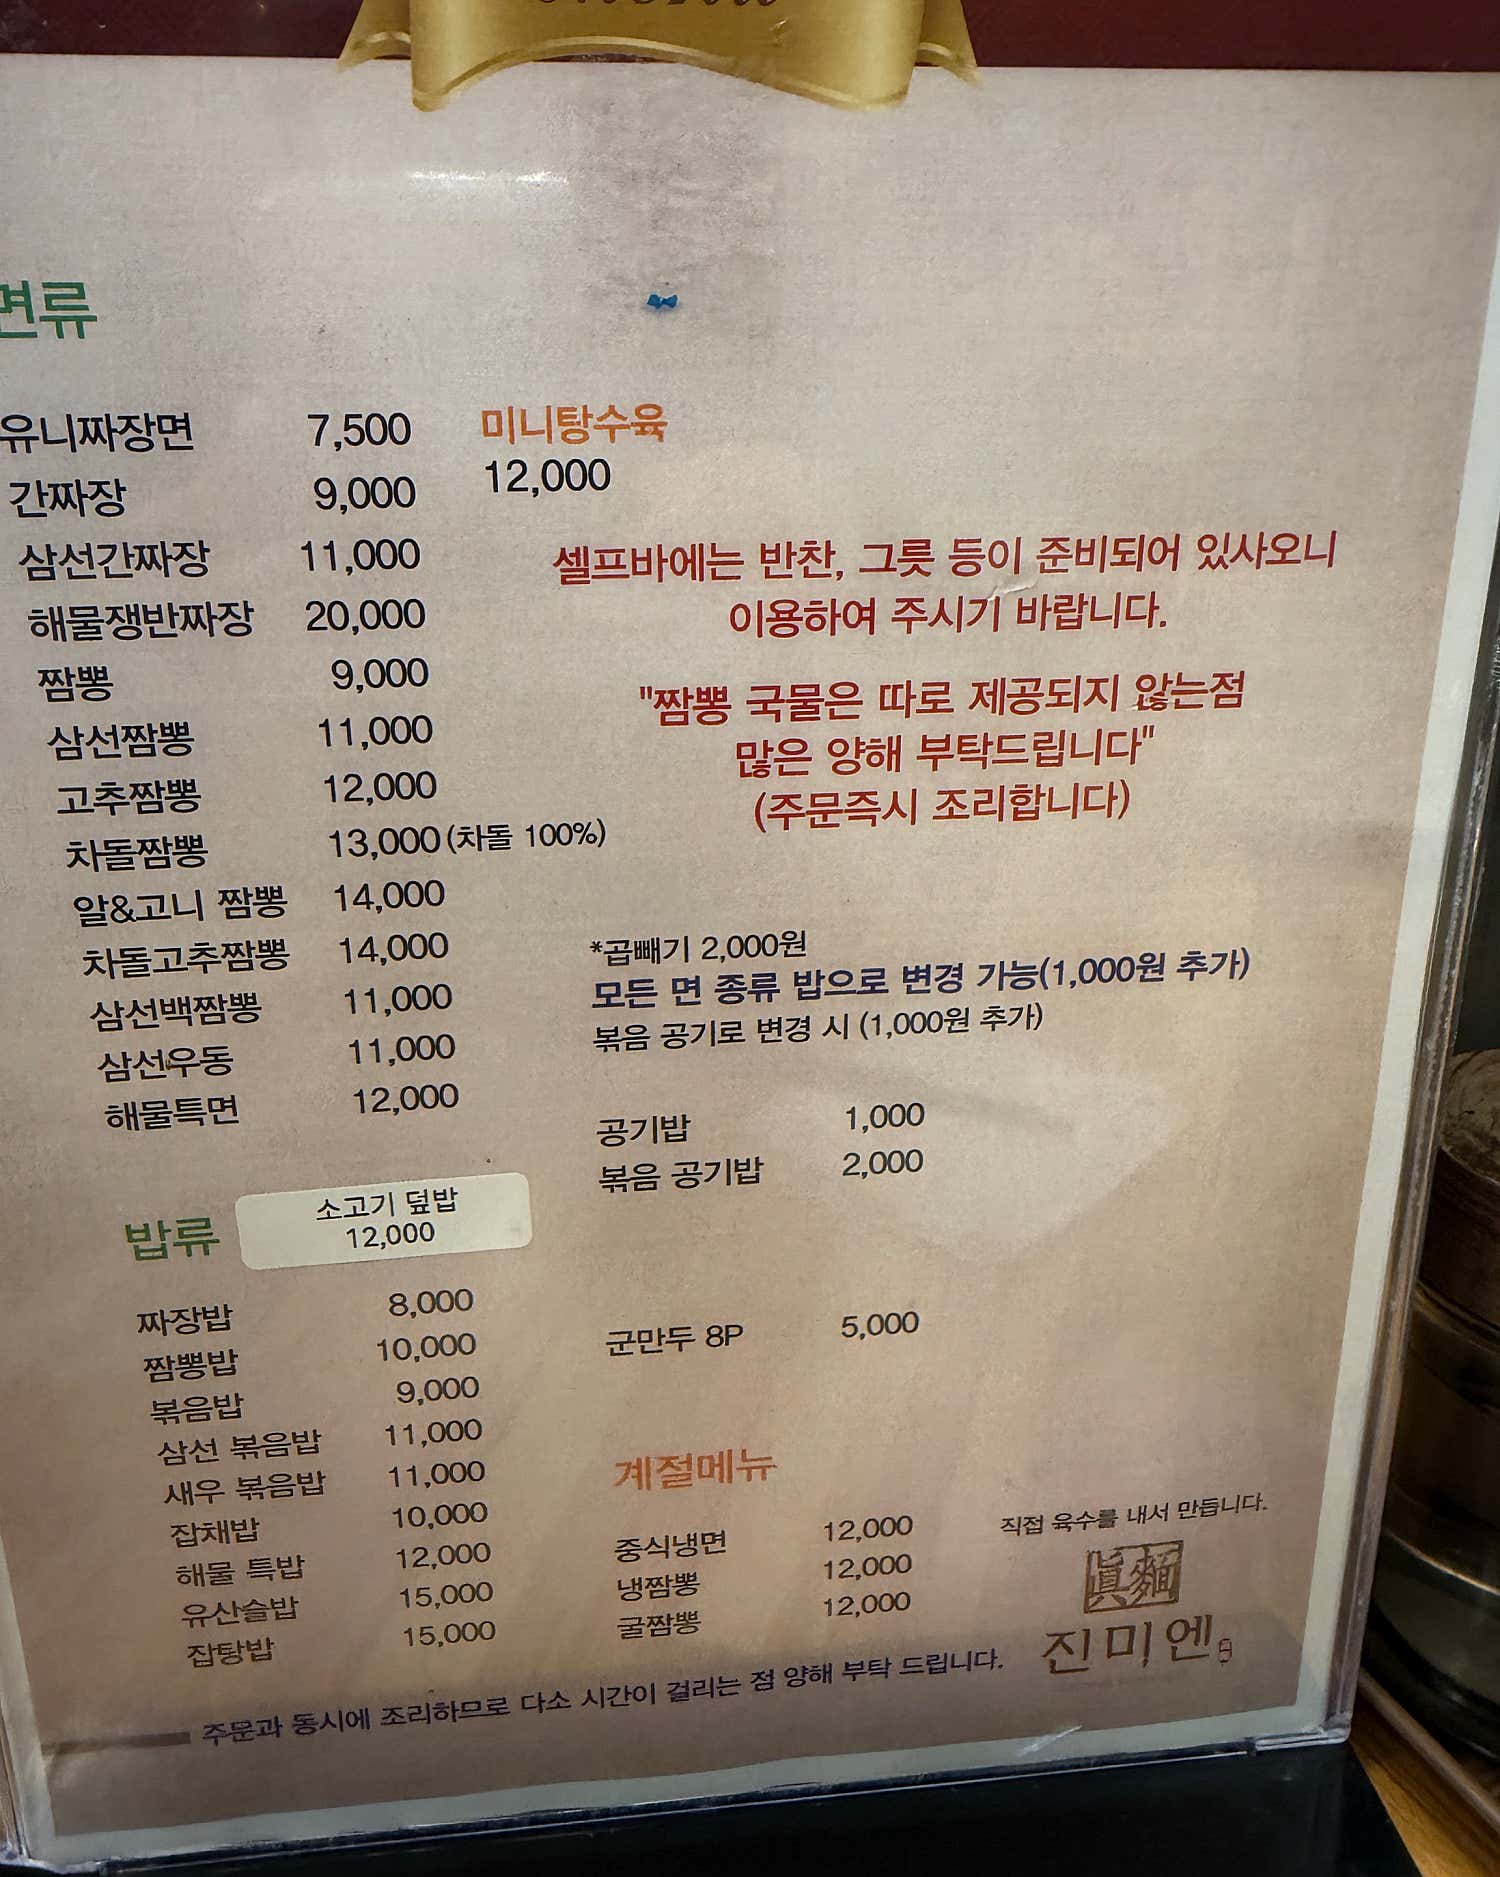 면류
유니짜장면 7,500
간짜장 9,000
삼선간짜장 11,000
해물쟁반짜장 20,000
짬뽕 9,000
삼선짬뽕 11,000
고추짬뽕 12,000
차돌짬뽕 13,000 (차돌 100%)
알&고니 짬뽕 14,000
차돌고추짬뽕 14,000
삼선백짬뽕 11,000
삼선우동 11,000
해물특면 12,000
미니탕수육
12,000
셀프바에는 반찬, 그릇 등이 준비되어 있사오니
이용하여 주시기 바랍니다.
"짬뽕 국물은 따로 제공되지 않는점
많은 양해 부탁드립니다"
(주문즉시 조리합니다)
*곱빼기 2,000원
모든 면 종류 밥으로 변경 가능(1,000원 추가)
볶음 공기로 변경 시 (1,000원 추가)
공기밥 1,000
볶음 공기밥 2,000
밥류
소고기 덮밥
12,000
짜장밥 8,000
짬뽕밥 10,000
볶음밥 9,000
삼선 볶음밥 11,000
새우 볶음밥 11,000
잡채밥 10,000
해물 특밥 12,000
유산슬밥 15,000
잡탕밥 15,000
군만두 8P 5,000
계절메뉴
중식냉면 12,000
냉짬뽕 12,000
굴짬뽕 12,000
직접 육수를 내서 만듭니다.
眞麵
진미엔
주문과 동시에 조리하므로 다소 시간이 걸리는 점 양해 부탁 드립니다.